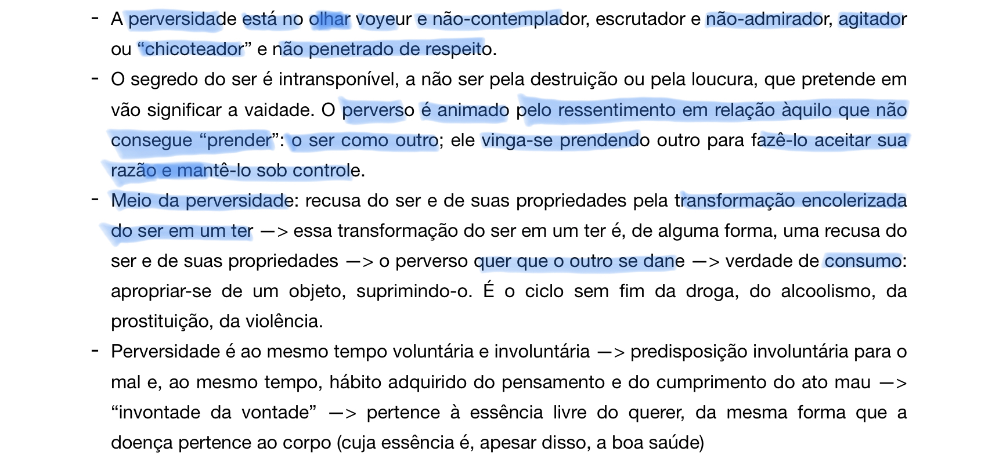 - A perversidade está no olhar voyeur e não-contemplador, escrutador e não-admirador, agitador
ou “chicoteador” e não penetrado de respeito.
- O segredo do ser é intransponível, a não ser pela destruição ou pela loucura, que pretende em
vão significar a vaidade. O perverso é animado pelo ressentimento em relação àquilo que não
consegue “prender”: o ser como outro; ele vinga-se prendendo outro para fazê-lo aceitar sua
razão e mantê-lo sob controle.
- Meio da perversidade: recusa do ser e de suas propriedades pela transformação encolerizada
do ser em um ter —> essa transformação do ser em um ter é, de alguma forma, uma recusa do
ser e de suas propriedades —> o perverso quer que o outro se dane —> verdade de consumo:
apropriar-se de um objeto, suprimindo-o. É o ciclo sem fim da droga, do alcoolismo, da
prostituição, da violência.
- Perversidade é ao mesmo tempo voluntária e involuntária —> predisposição involuntária para o
mal e, ao mesmo tempo, hábito adquirido do pensamento e do cumprimento do ato mau —>
“invontade da vontade” —> pertence à essência livre do querer, da mesma forma que a
doença pertence ao corpo (cuja essência é, apesar disso, a boa saúde)